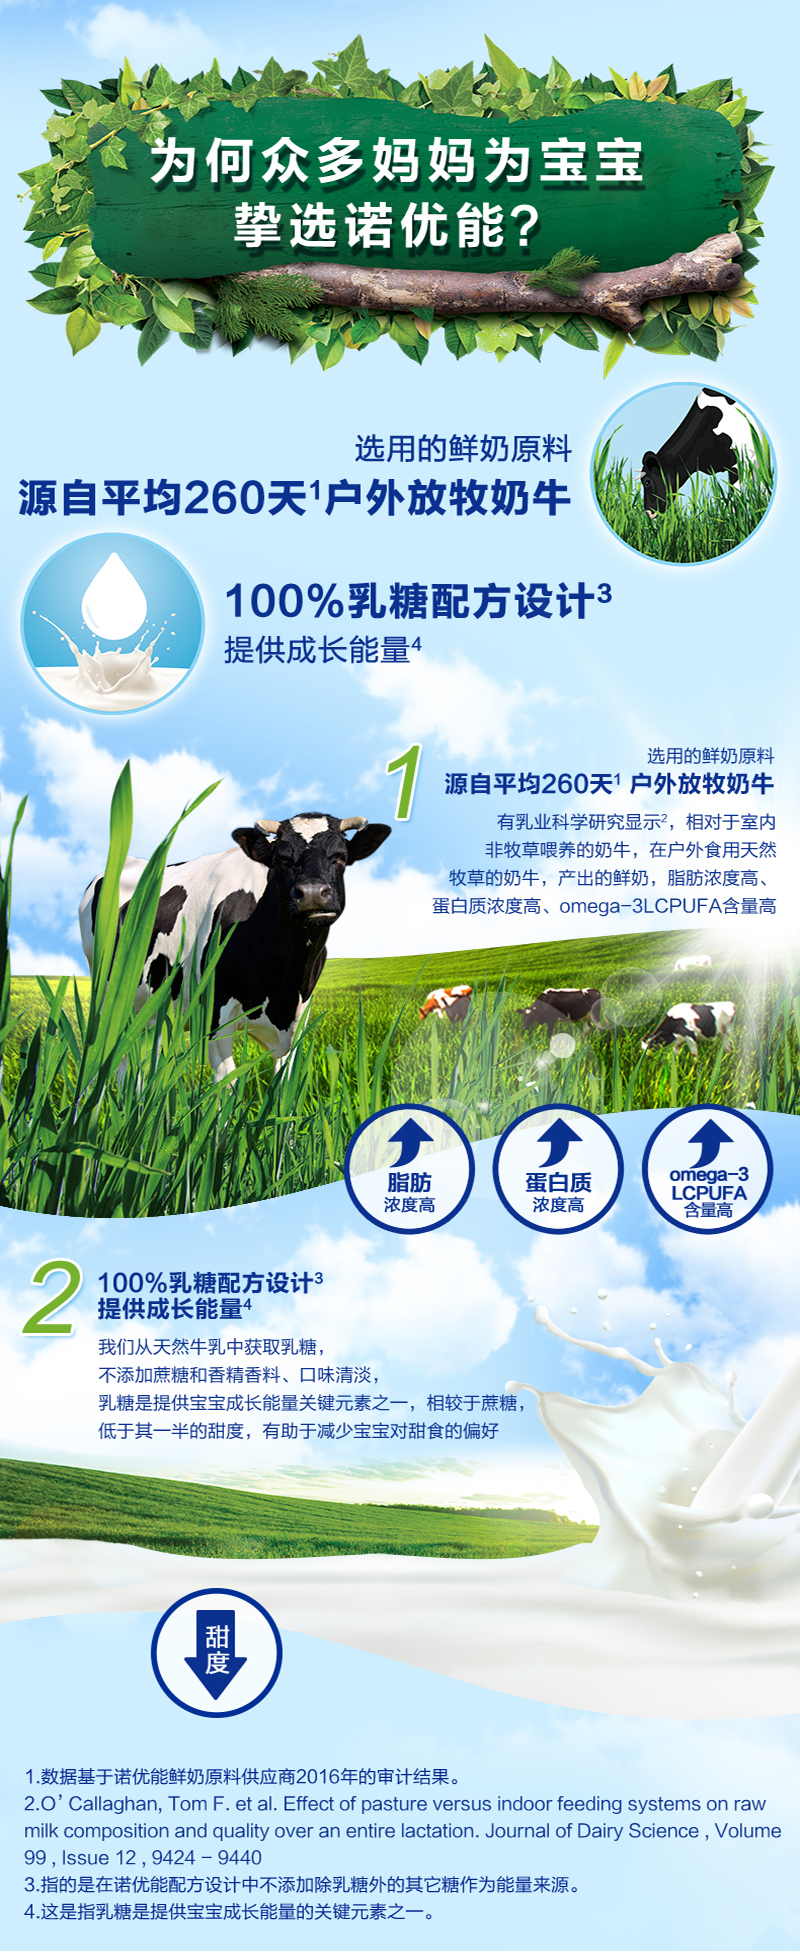 为何众多妈妈为宝宝
挚选诺优能?
选用的鲜奶原料
源自平均260天¹户外放牧奶牛
100%乳糖配方设计³
提供成长能量⁴
1
选用的鲜奶原料
源自平均260天¹ 户外放牧奶牛
有乳业科学研究显示²，相对于室内
非牧草喂养的奶牛，在户外食用天然
牧草的奶牛，产出的鲜奶，脂肪浓度高、
蛋白质浓度高、omega-3LCPUFA含量高
脂肪
浓度高
蛋白质
浓度高
omega-3
LCPUFA
含量高
2
100%乳糖配方设计³
提供成长能量⁴
我们从天然牛乳中获取乳糖，
不添加蔗糖和香精香料、口味清淡，
乳糖是提供宝宝成长能量关键元素之一，相较于蔗糖，
低于其一半的甜度，有助于减少宝宝对甜食的偏好
甜
度
1.数据基于诺优能鲜奶原料供应商2016年的审计结果。
2.O’ Callaghan, Tom F. et al. Effect of pasture versus indoor feeding systems on raw
milk composition and quality over an entire lactation. Journal of Dairy Science , Volume
99 , Issue 12 , 9424 - 9440
3.指的是在诺优能配方设计中不添加除乳糖外的其它糖作为能量来源。
4.这是指乳糖是提供宝宝成长能量的关键元素之一。